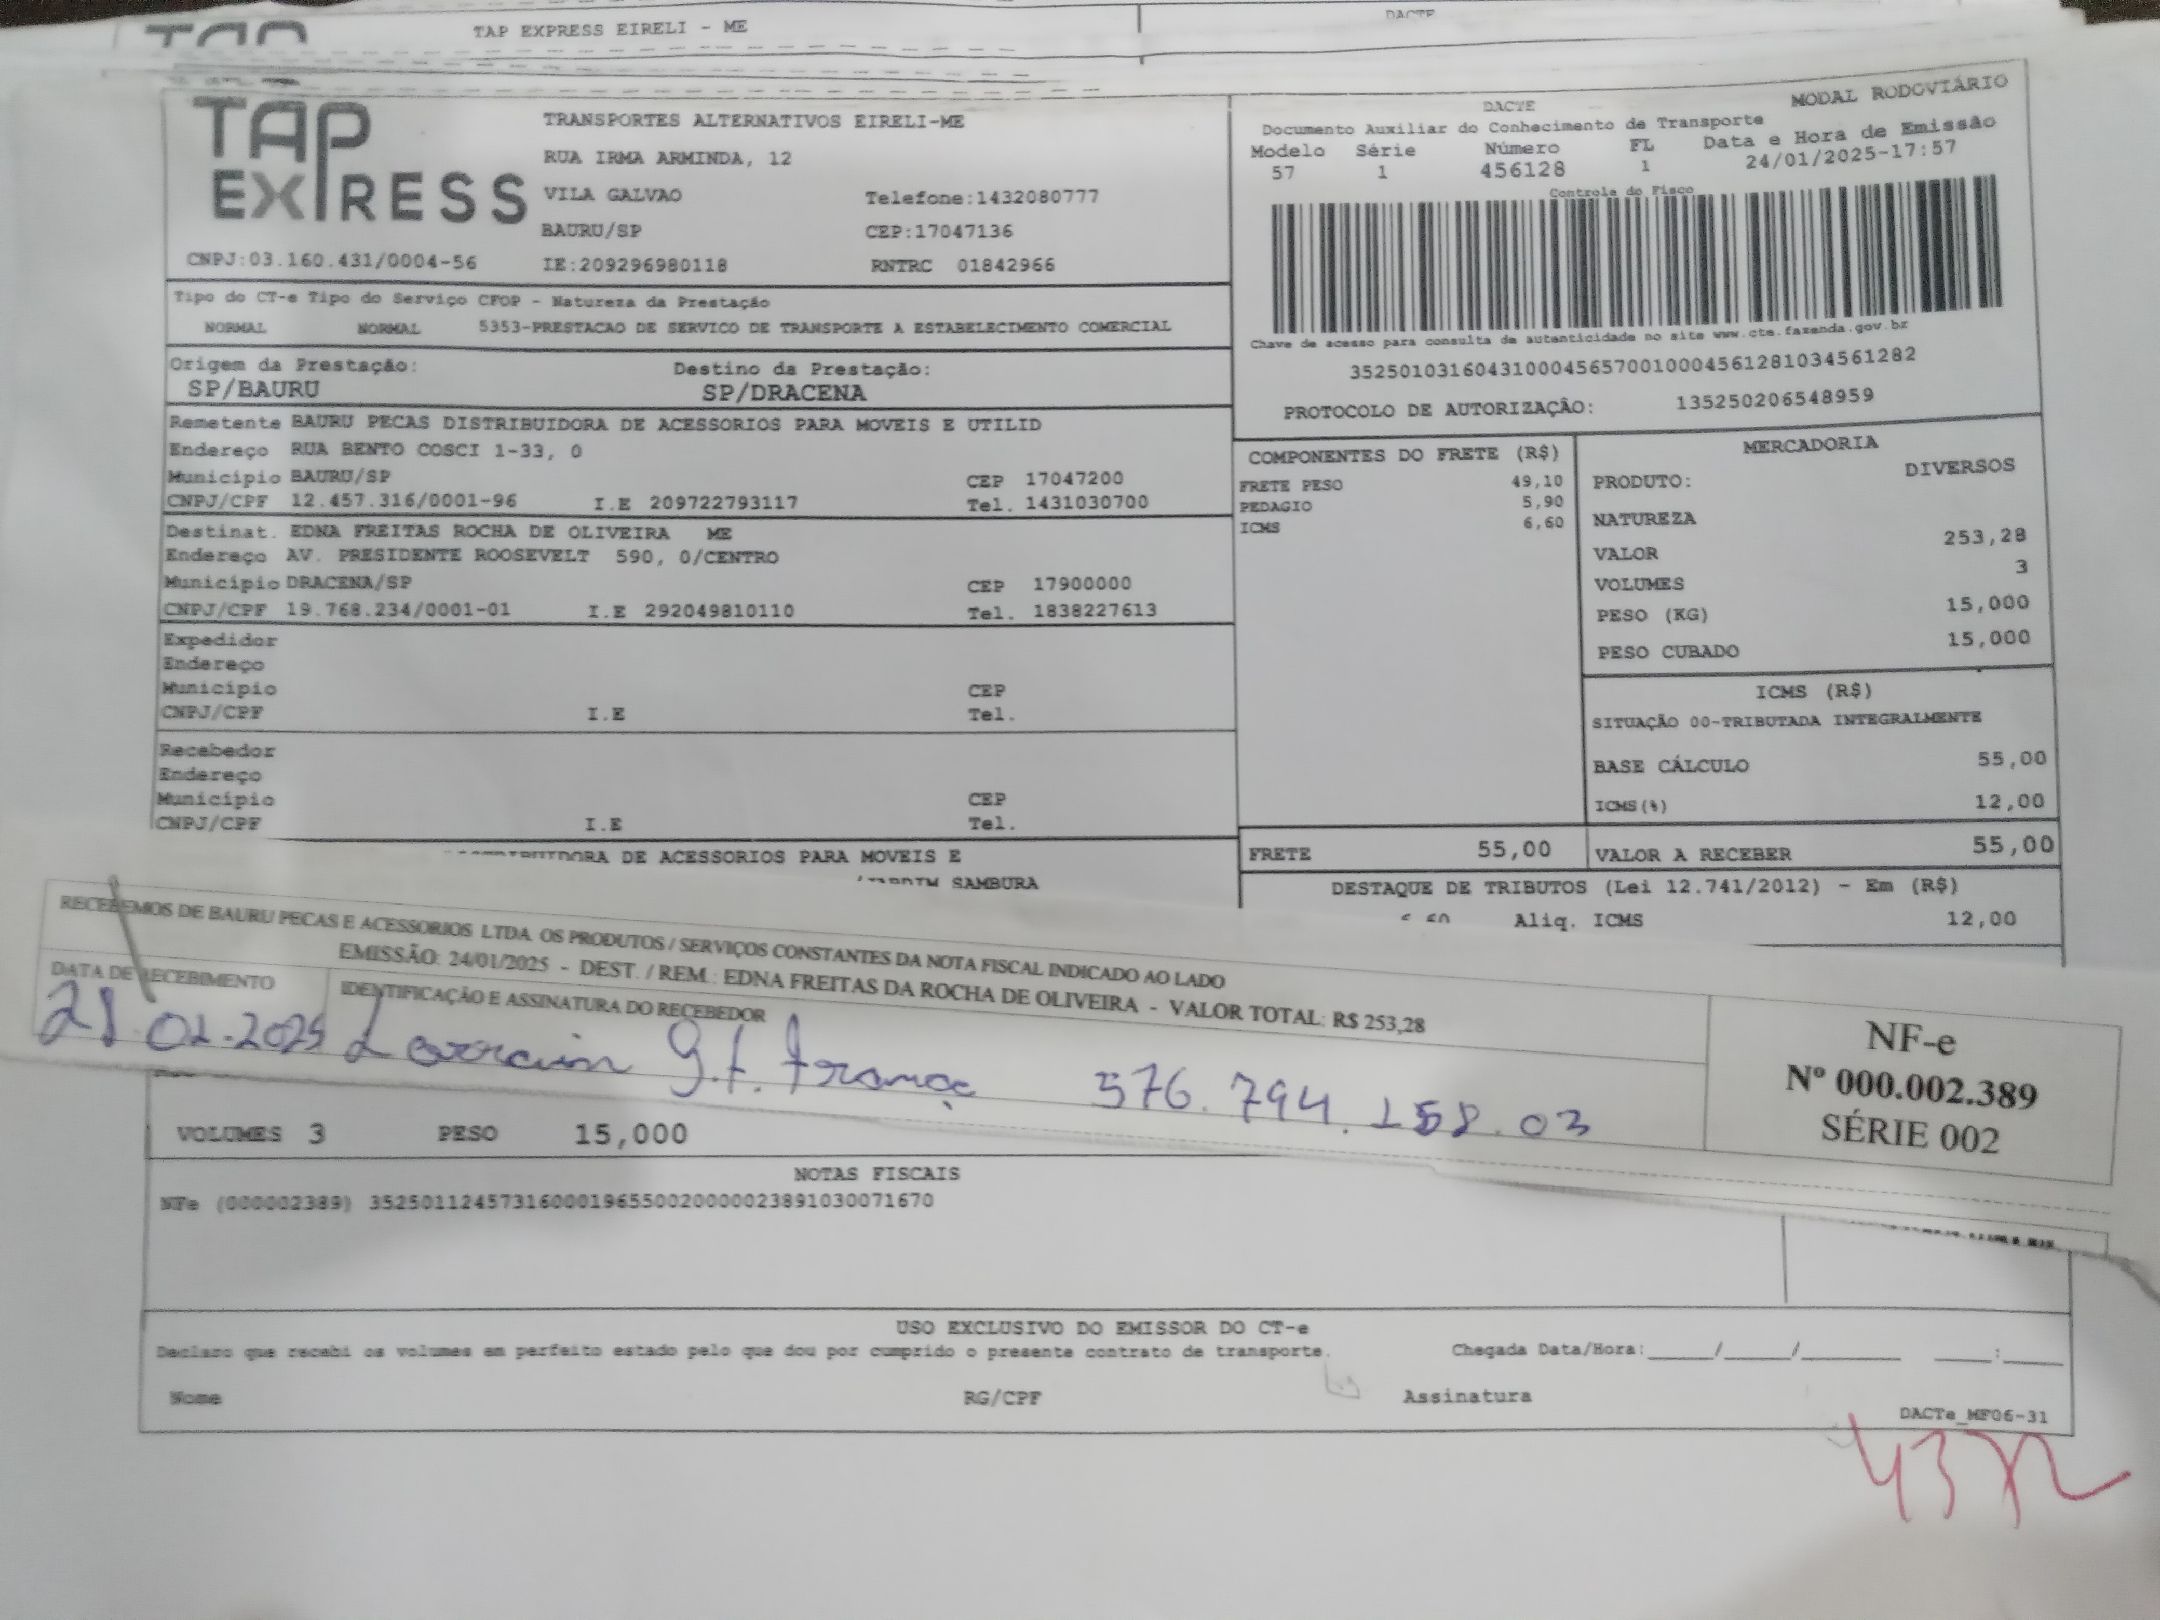 TAP EXPRESS EIRELI - ME
DACTE
TAP EXPRESS
TRANSPORTES ALTERNATIVOS EIRELI-ME
RUA IRMA ARMINDA, 12
VILA GALVAO Telefone:1432080777
BAURU/SP CEP:17047136
CNPJ:03.160.431/0004-56 IE:209296980118 RNTRC 01842966
DACTE MODAL RODOVIÁRIO
Documento Auxiliar do Conhecimento de Transporte
Modelo Série Número FL Data e Hora de Emissão
57 1 456128 1 24/01/2025-17:57
Controle do Fisco
Chave de acesso para consulta de autenticidade no site www.cte.fazenda.gov.br
35250103160431000456570010004561281034561282
PROTOCOLO DE AUTORIZAÇÃO: 135250206548959
Tipo do CT-e Tipo do Serviço CFOP - Natureza da Prestação
NORMAL NORMAL 5353-PRESTACAO DE SERVICO DE TRANSPORTE A ESTABELECIMENTO COMERCIAL
Origem da Prestação: Destino da Prestação:
SP/BAURU SP/DRACENA
Remetente BAURU PECAS DISTRIBUIDORA DE ACESSORIOS PARA MOVEIS E UTILID
Endereço RUA BENTO COSCI 1-33, 0
Município BAURU/SP CEP 17047200
CNPJ/CPF 12.457.316/0001-96 I.E 209722793117 Tel. 1431030700
Destinat. EDNA FREITAS ROCHA DE OLIVEIRA ME
Endereço AV. PRESIDENTE ROOSEVELT 590, 0/CENTRO
Município DRACENA/SP CEP 17900000
CNPJ/CPF 19.768.234/0001-01 I.E 292049810110 Tel. 1838227613
Expedidor
Endereço
Município CEP
CNPJ/CPF I.E Tel.
Recebedor
Endereço
Município CEP
CNPJ/CPF I.E Tel.
DE ACESSORIOS PARA MOVEIS E
SAMBURA
COMPONENTES DO FRETE (R$)
FRETE PESO 49,10
PEDAGIO 5,90
ICMS 6,60
MERCADORIA
PRODUTO: DIVERSOS
NATUREZA
VALOR 253,28
VOLUMES 3
PESO (KG) 15,000
PESO CUBADO 15,000
ICMS (R$)
SITUAÇÃO 00-TRIBUTADA INTEGRALMENTE
BASE CÁLCULO 55,00
ICMS(%) 12,00
FRETE 55,00 VALOR A RECEBER 55,00
DESTAQUE DE TRIBUTOS (Lei 12.741/2012) - Em (R$)
Aliq. ICMS 12,00
RECEBEMOS DE BAURU PECAS E ACESSORIOS LTDA OS PRODUTOS / SERVIÇOS CONSTANTES DA NOTA FISCAL INDICADO AO LADO
EMISSÃO: 24/01/2025 - DEST. / REM.: EDNA FREITAS DA ROCHA DE OLIVEIRA - VALOR TOTAL: R$ 253,28
DATA DE RECEBIMENTO IDENTIFICAÇÃO E ASSINATURA DO RECEBEDOR
G.f. frança 576.794.158.03
NF-e
Nº 000.002.389
SÉRIE 002
VOLUMES 3 PESO 15,000
NOTAS FISCAIS
NFe (000002389) 35250112457316000196550020000023891030071670
USO EXCLUSIVO DO EMISSOR DO CT-e
Declaro que recebi os volumes em perfeito estado pelo que dou por cumprido o presente contrato de transporte. Chegada Data/Hora:_____/_____/_______ ____:_____
Nome RG/CPF Assinatura
DACTe_MF06-31